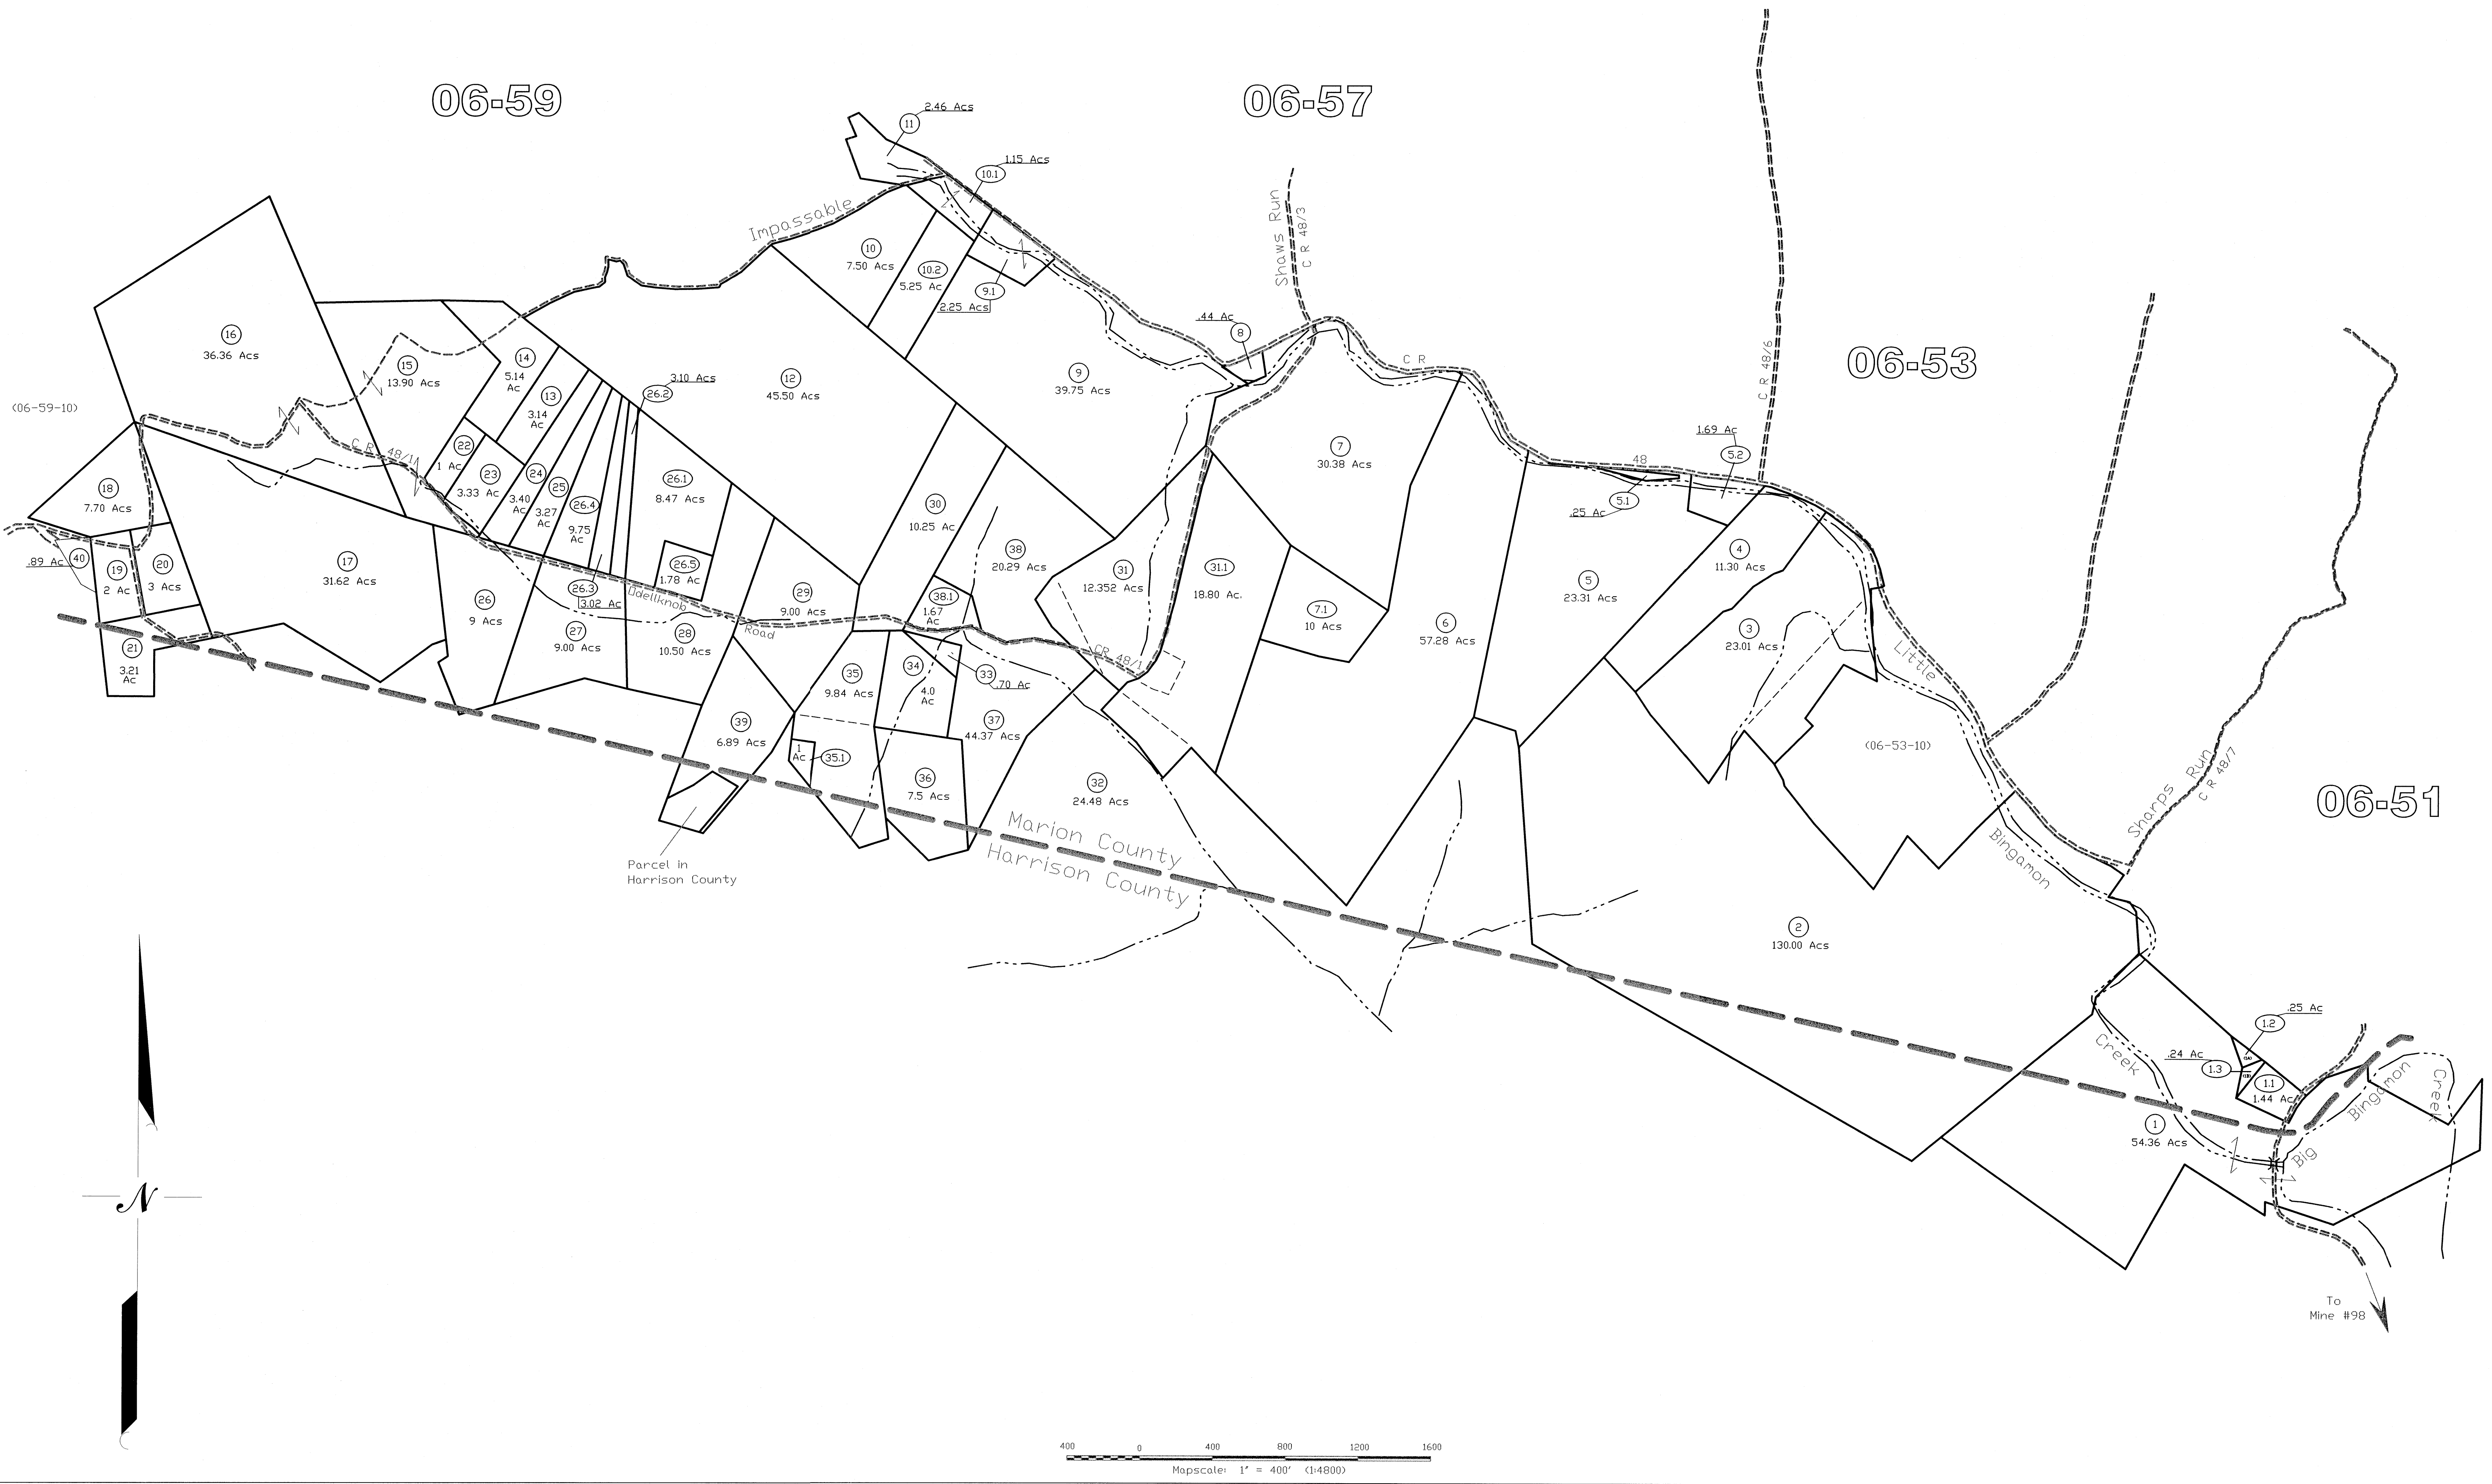 06-59
06-57
06-53
06-51
2.46 Acs
11
1.15 Acs
10.1
Impassable
10
7.50 Acs
10.2
5.25 Ac
9.1
2.25 Acs
Shaws Run
C R 48/3
C R 48/6
.44 Ac
8
C R
48
16
36.36 Acs
15
13.90 Acs
14
5.14
Ac
13
3.14
Ac
12
45.50 Acs
9
39.75 Acs
3.10 Acs
26.2
(06-59-10)
C R 48/1
22
1 Ac
23
3.33 Ac
24
3.40
Ac
25
3.27
Ac
26.4
9.75
Ac
26.1
8.47 Acs
26.5
1.78 Ac
26.3
3.02 Ac
7
30.38 Acs
1.69 Ac
5.2
5.1
.25 Ac
18
7.70 Acs
.89 Ac
40
19
2 Ac
20
3 Acs
21
3.21
Ac
17
31.62 Acs
26
9 Acs
27
9.00 Acs
28
10.50 Acs
Odellknob
Road
29
9.00 Acs
30
10.25 Ac
38
20.29 Acs
38.1
1.67
Ac
31
12.352 Acs
31.1
18.80 Ac.
CR 48/1
7.1
10 Acs
6
57.28 Acs
5
23.31 Acs
4
11.30 Acs
3
23.01 Acs
Little
Bingamon
Creek
(06-53-10)
Sharps Run
C R 48/7
35
9.84 Acs
34
4.0
Ac
33
.70 Ac
37
44.37 Acs
39
6.89 Acs
1
Ac
35.1
36
7.5 Acs
32
24.48 Acs
Marion County
Harrison County
Parcel in
Harrison County
2
130.00 Acs
.25 Ac
1.2
.24 Ac
1.3
1.1
1.44 Ac
1
54.36 Acs
Big
Bingamon
Creek
N
To
Mine #98
400 0 400 800 1200 1600
Mapscale: 1" = 400' (1:4800)